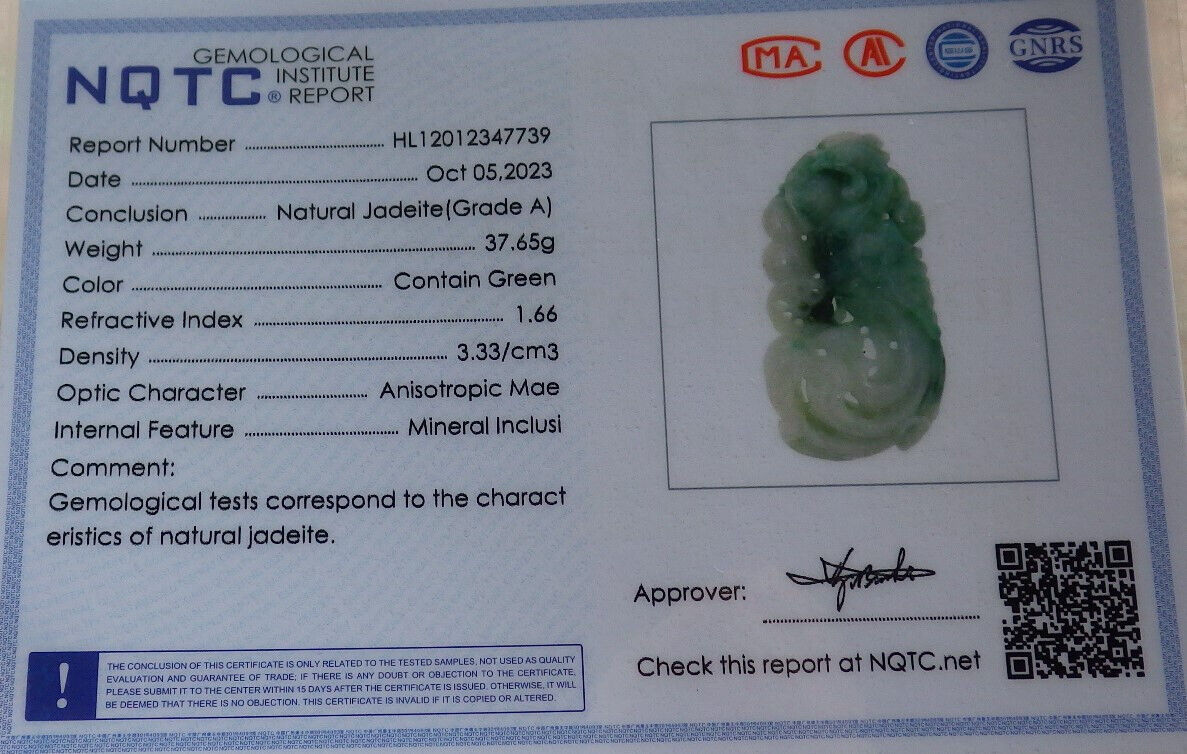 NQTC®
GEMOLOGICAL
INSTITUTE
REPORT
MA
GNRS
Report Number HL12012347739
Date Oct 05,2023
Conclusion Natural Jadeite(Grade A)
Weight 37.65g
Color Contain Green
Refractive Index 1.66
Density 3.33/cm3
Optic Character Anisotropic Mae
Internal Feature Mineral Inclusi
Comment:
Gemological tests correspond to the charact
eristics of natural jadeite.
Approver:
Check this report at NQTC.net
!
THE CONCLUSION OF THIS CERTIFICATE IS ONLY RELATED TO THE TESTED SAMPLES, NOT USED AS QUALITY
EVALUATION AND GUARANTEE OF TRADE; IF THERE IS ANY DOUBT OR OBJECTION TO THE CERTIFICATE,
PLEASE SUBMIT IT TO THE CENTER WITHIN 15 DAYS AFTER THE CERTIFICATE IS ISSUED. OTHERWISE, IT WILL
BE DEEMED THAT THERE IS NO OBJECTION. THIS CERTIFICATE IS INVALID IF IT IS COPIED OR ALTERED.